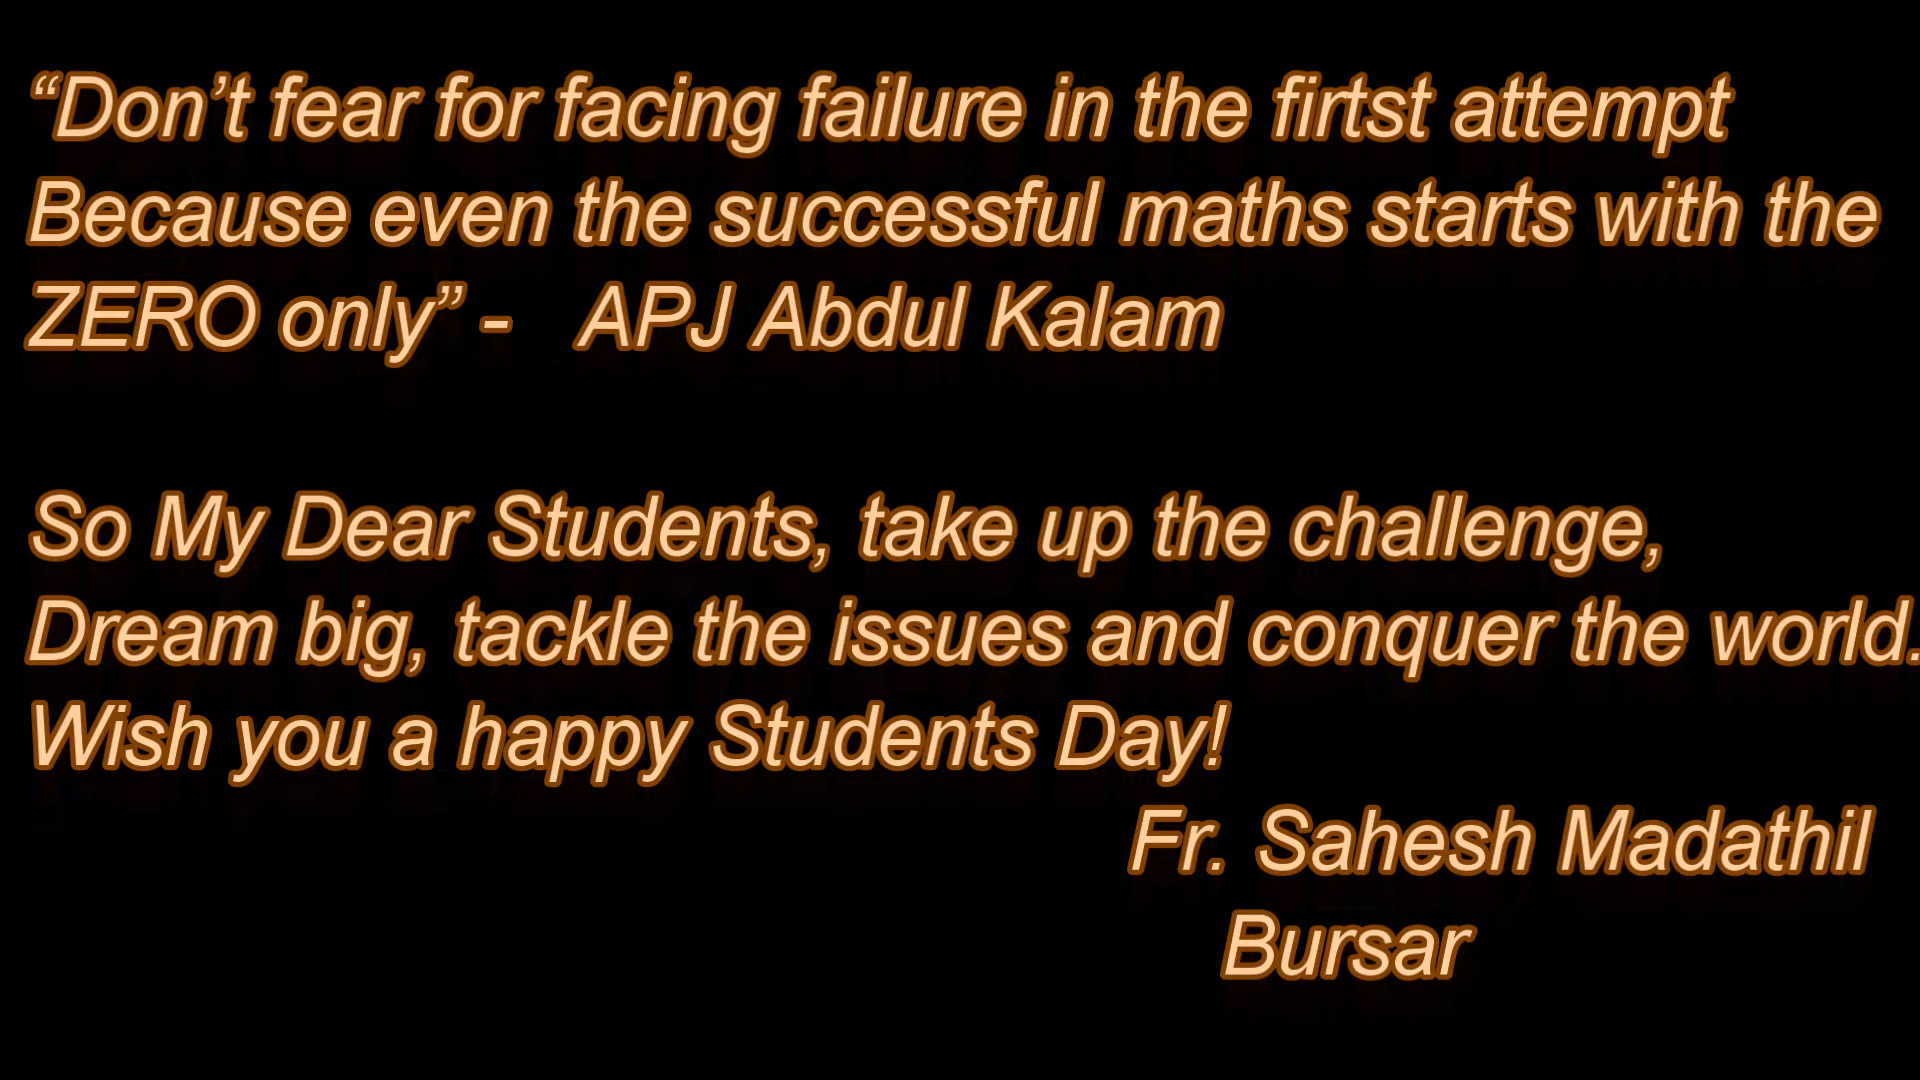 “Don’t fear for facing failure in the firtst attempt
Because even the successful maths starts with the
ZERO only” - APJ Abdul Kalam
So My Dear Students, take up the challenge,
Dream big, tackle the issues and conquer the world.
Wish you a happy Students Day!
Fr. Sahesh Madathil
Bursar